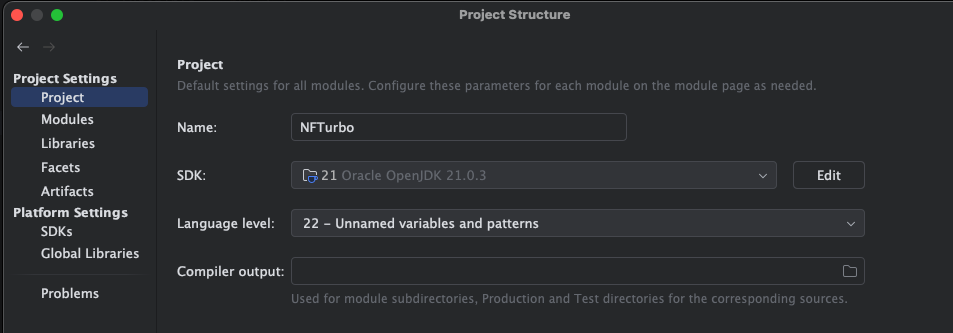 Project Structure
Project Settings
Project
Modules
Libraries
Facets
Artifacts
Platform Settings
SDKs
Global Libraries
Problems
Project
Default settings for all modules. Configure these parameters for each module on the module page as needed.
Name: NFTurbo
SDK: 21 Oracle OpenJDK 21.0.3 Edit
Language level: 22 – Unnamed variables and patterns
Compiler output:
Used for module subdirectories, Production and Test directories for the corresponding sources.